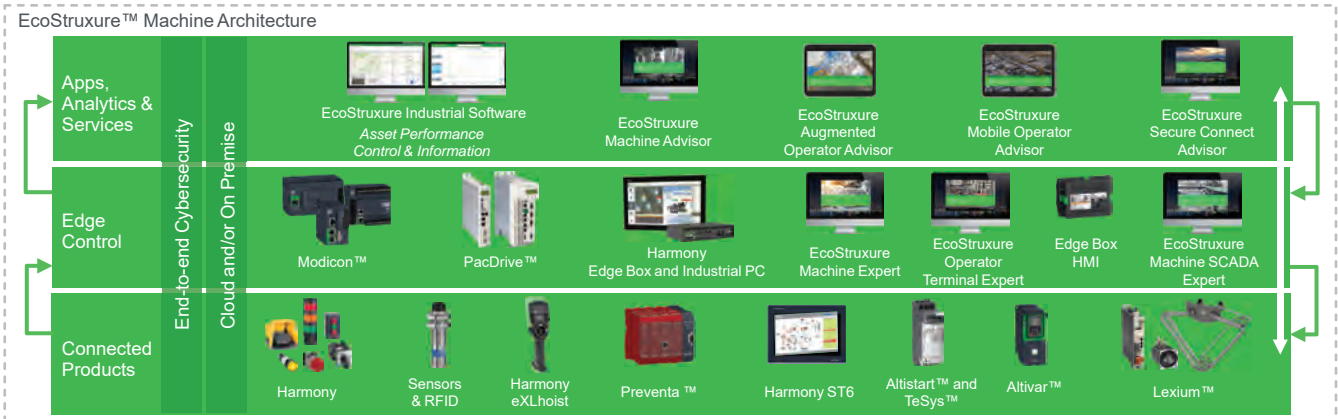 EcoStruxure™ Machine Architecture
Apps,
Analytics &
Services
End-to-end Cybersecurity
Cloud and/or On Premise
EcoStruxure Industrial Software
Asset Performance
Control & Information
EcoStruxure
Machine Advisor
EcoStruxure
Augmented
Operator Advisor
EcoStruxure
Mobile Operator
Advisor
EcoStruxure
Secure Connect
Advisor
Edge
Control
Modicon™
PacDrive™
Harmony
Edge Box and Industrial PC
EcoStruxure
Machine Expert
EcoStruxure
Operator
Terminal Expert
Edge Box
HMI
EcoStruxure
Machine SCADA
Expert
Connected
Products
Harmony
Sensors
& RFID
Harmony
eXLhoist
Preventa ™
Harmony ST6
Altistart™ and
TeSys™
Altivar™
Lexium™